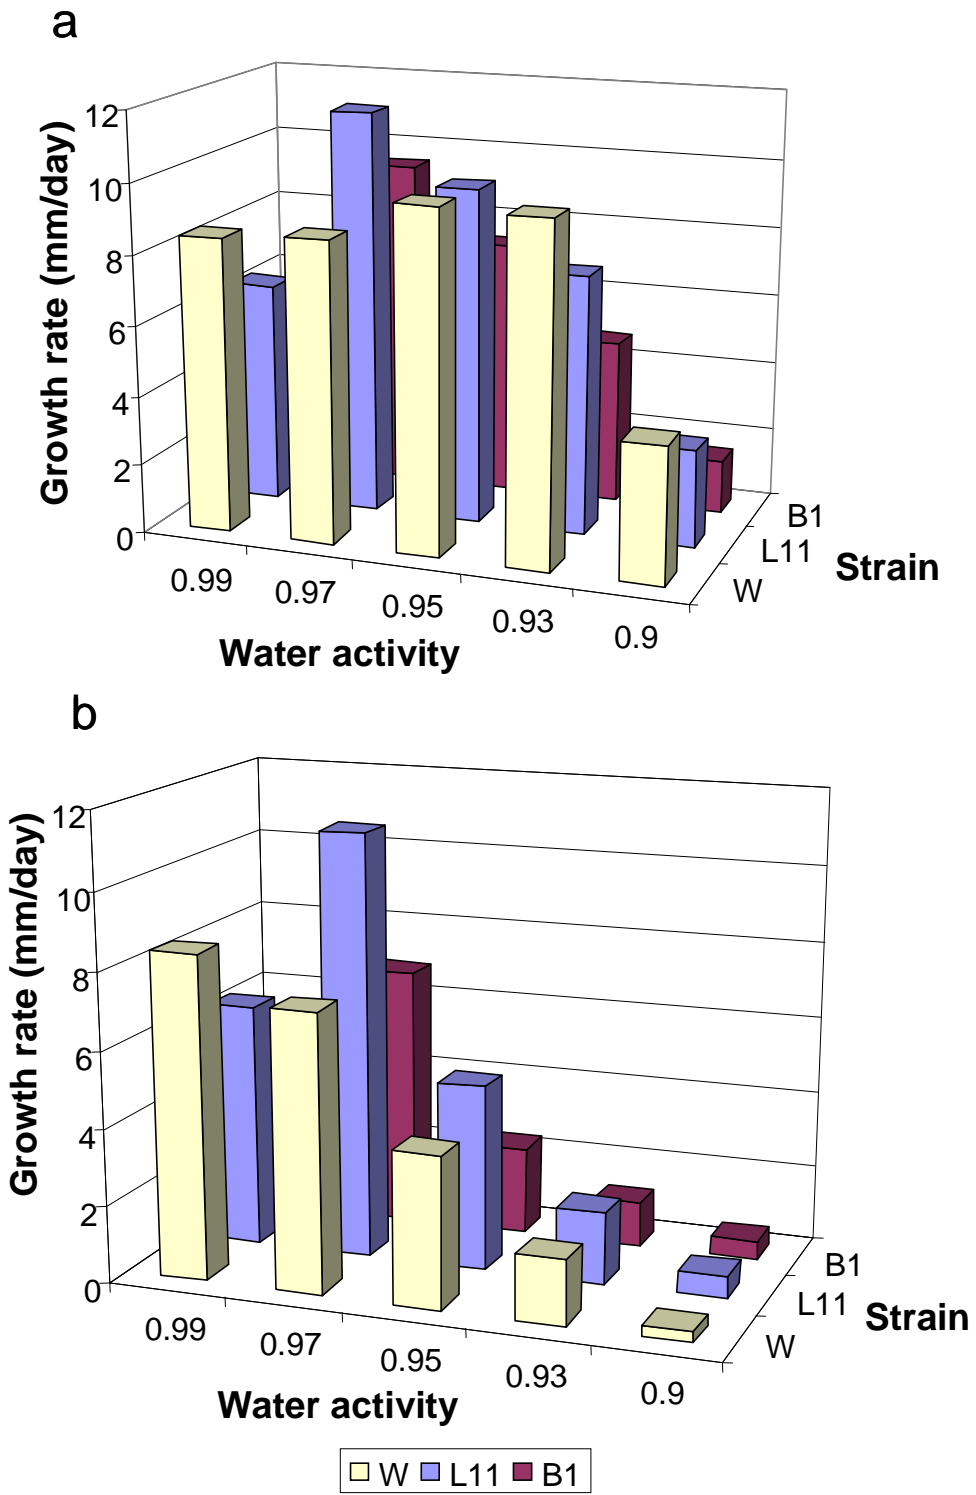 a
Growth rate (mm/day)
12
10
8
6
4
2
0
0.99
0.97
0.95
0.93
0.9
Water activity
B1
L11
W
Strain
b
Growth rate (mm/day)
12
10
8
6
4
2
0
0.99
0.97
0.95
0.93
0.9
Water activity
B1
L11
W
Strain
W L11 B1